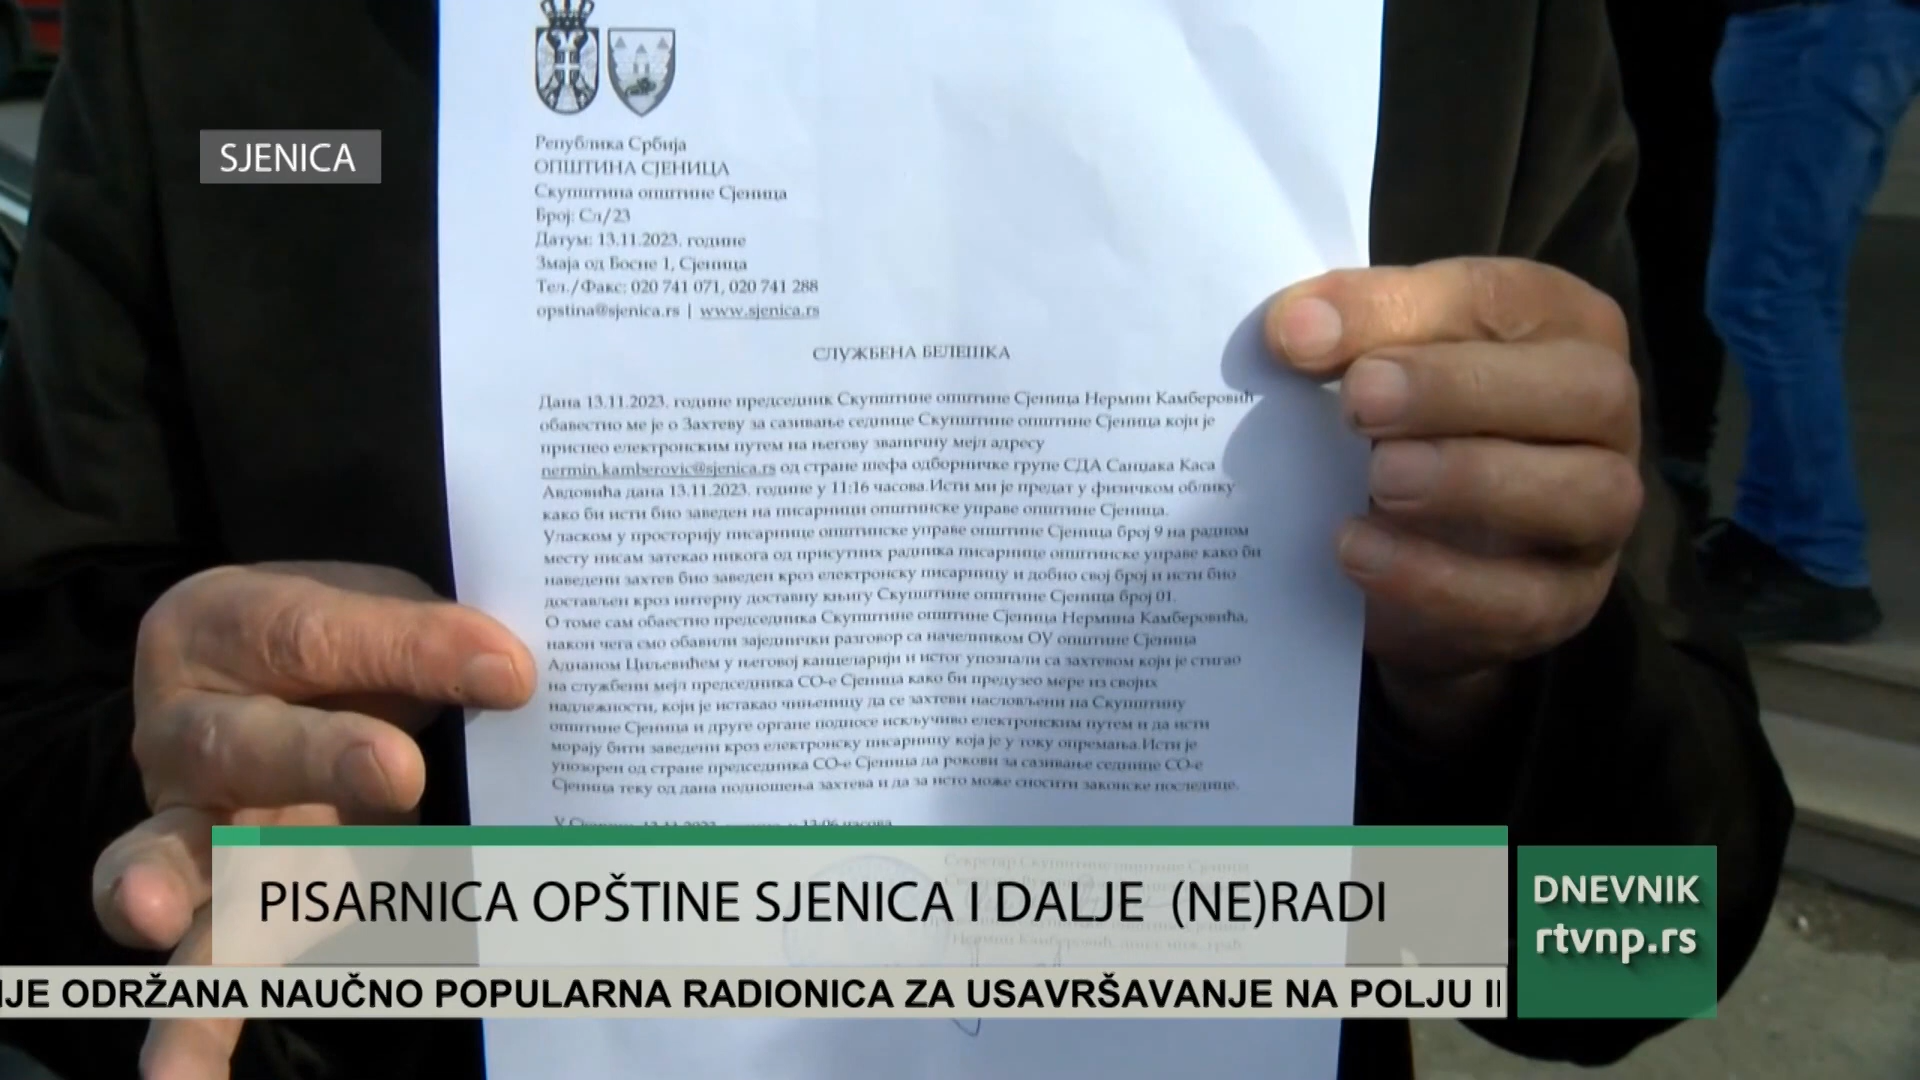 SJENICA
Република Србија
ОПШТИНА СЈЕНИЦА
Скупштина општине Сјеница
Број: Сл/23
Датум: 13.11.2023. године
Змаја од Босне 1, Сјеница
Тел./Факс: 020 741 071, 020 741 288
opstina@sjenica.rs | www.sjenica.rs
СЛУЖБЕНА БЕЛЕШКА
Дана 13.11.2023. године председник Скупштине општине Сјеница Нермин Камберовић
обавестио ме је о Захтеву за сазивање седнице Скупштине општине Сјеница који је
приспео електронским путем на његову званичну мејл адресу
nermin.kamberovic@sjenica.rs од стране шефа одборничке групе СДА Санџака Каса
Авдовића дана 13.11.2023. године у 11:16 часова.Исти ми је предат у физичком облику
како би исти био заведен на писарници општинске управе општине Сјеница.
Уласком у просторију писарнице општинске управе општине Сјеница број 9 на радном
месту нисам затекао никога од присутних радника писарнице општинске управе како би
наведени захтев био заведен кроз електронску писарницу и добио свој број и исти био
достављен кроз интерну доставну књигу Скупштине општине Сјеница број 01.
О томе сам обаестио председника Скупштине општине Сјеница Нермина Камберовића,
након чега смо обавили заједнички разговор са начелником ОУ општине Сјеница
Адианом Циљевићем у његовој канцеларији и истог упознали са захтевом који је стигао
на службени мејл председника СО-е Сјеница како би предузео мере из својих
надлежности, који је истакао чињеницу да се захтеви насловљени на Скупштину
општине Сјеница и друге органе подносе искључиво електронским путем и да исти
морају бити заведени кроз електронску писарницу која је у току опремања.Исти је
упозорен од стране председника СО-е Сјеница да рокови за сазивање седнице СО-е
Сјеница теку од дана подношења захтева и да за исто може сносити законске последице.
13:06 часова
Секретар Скупштине општине Сјеница
Нермин Камберовић
PISARNICA OPŠTINE SJENICA I DALJE (NE)RADI
DNEVNIK
rtvnp.rs
IJE ODRŽANA NAUČNO POPULARNA RADIONICA ZA USAVRŠAVANJE NA POLJU